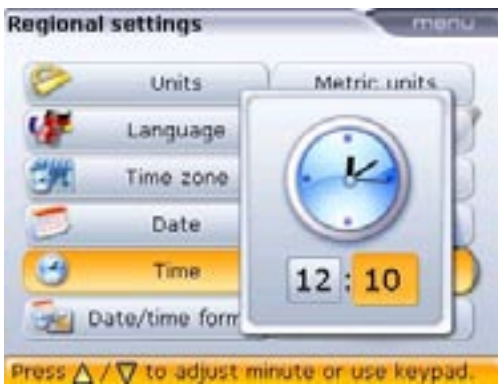 Regional settings
menu
Units
Metric units
Language
Time zone
Date
Time
12 : 10
Date/time form
Press △ / ▽ to adjust minute or use keypad.